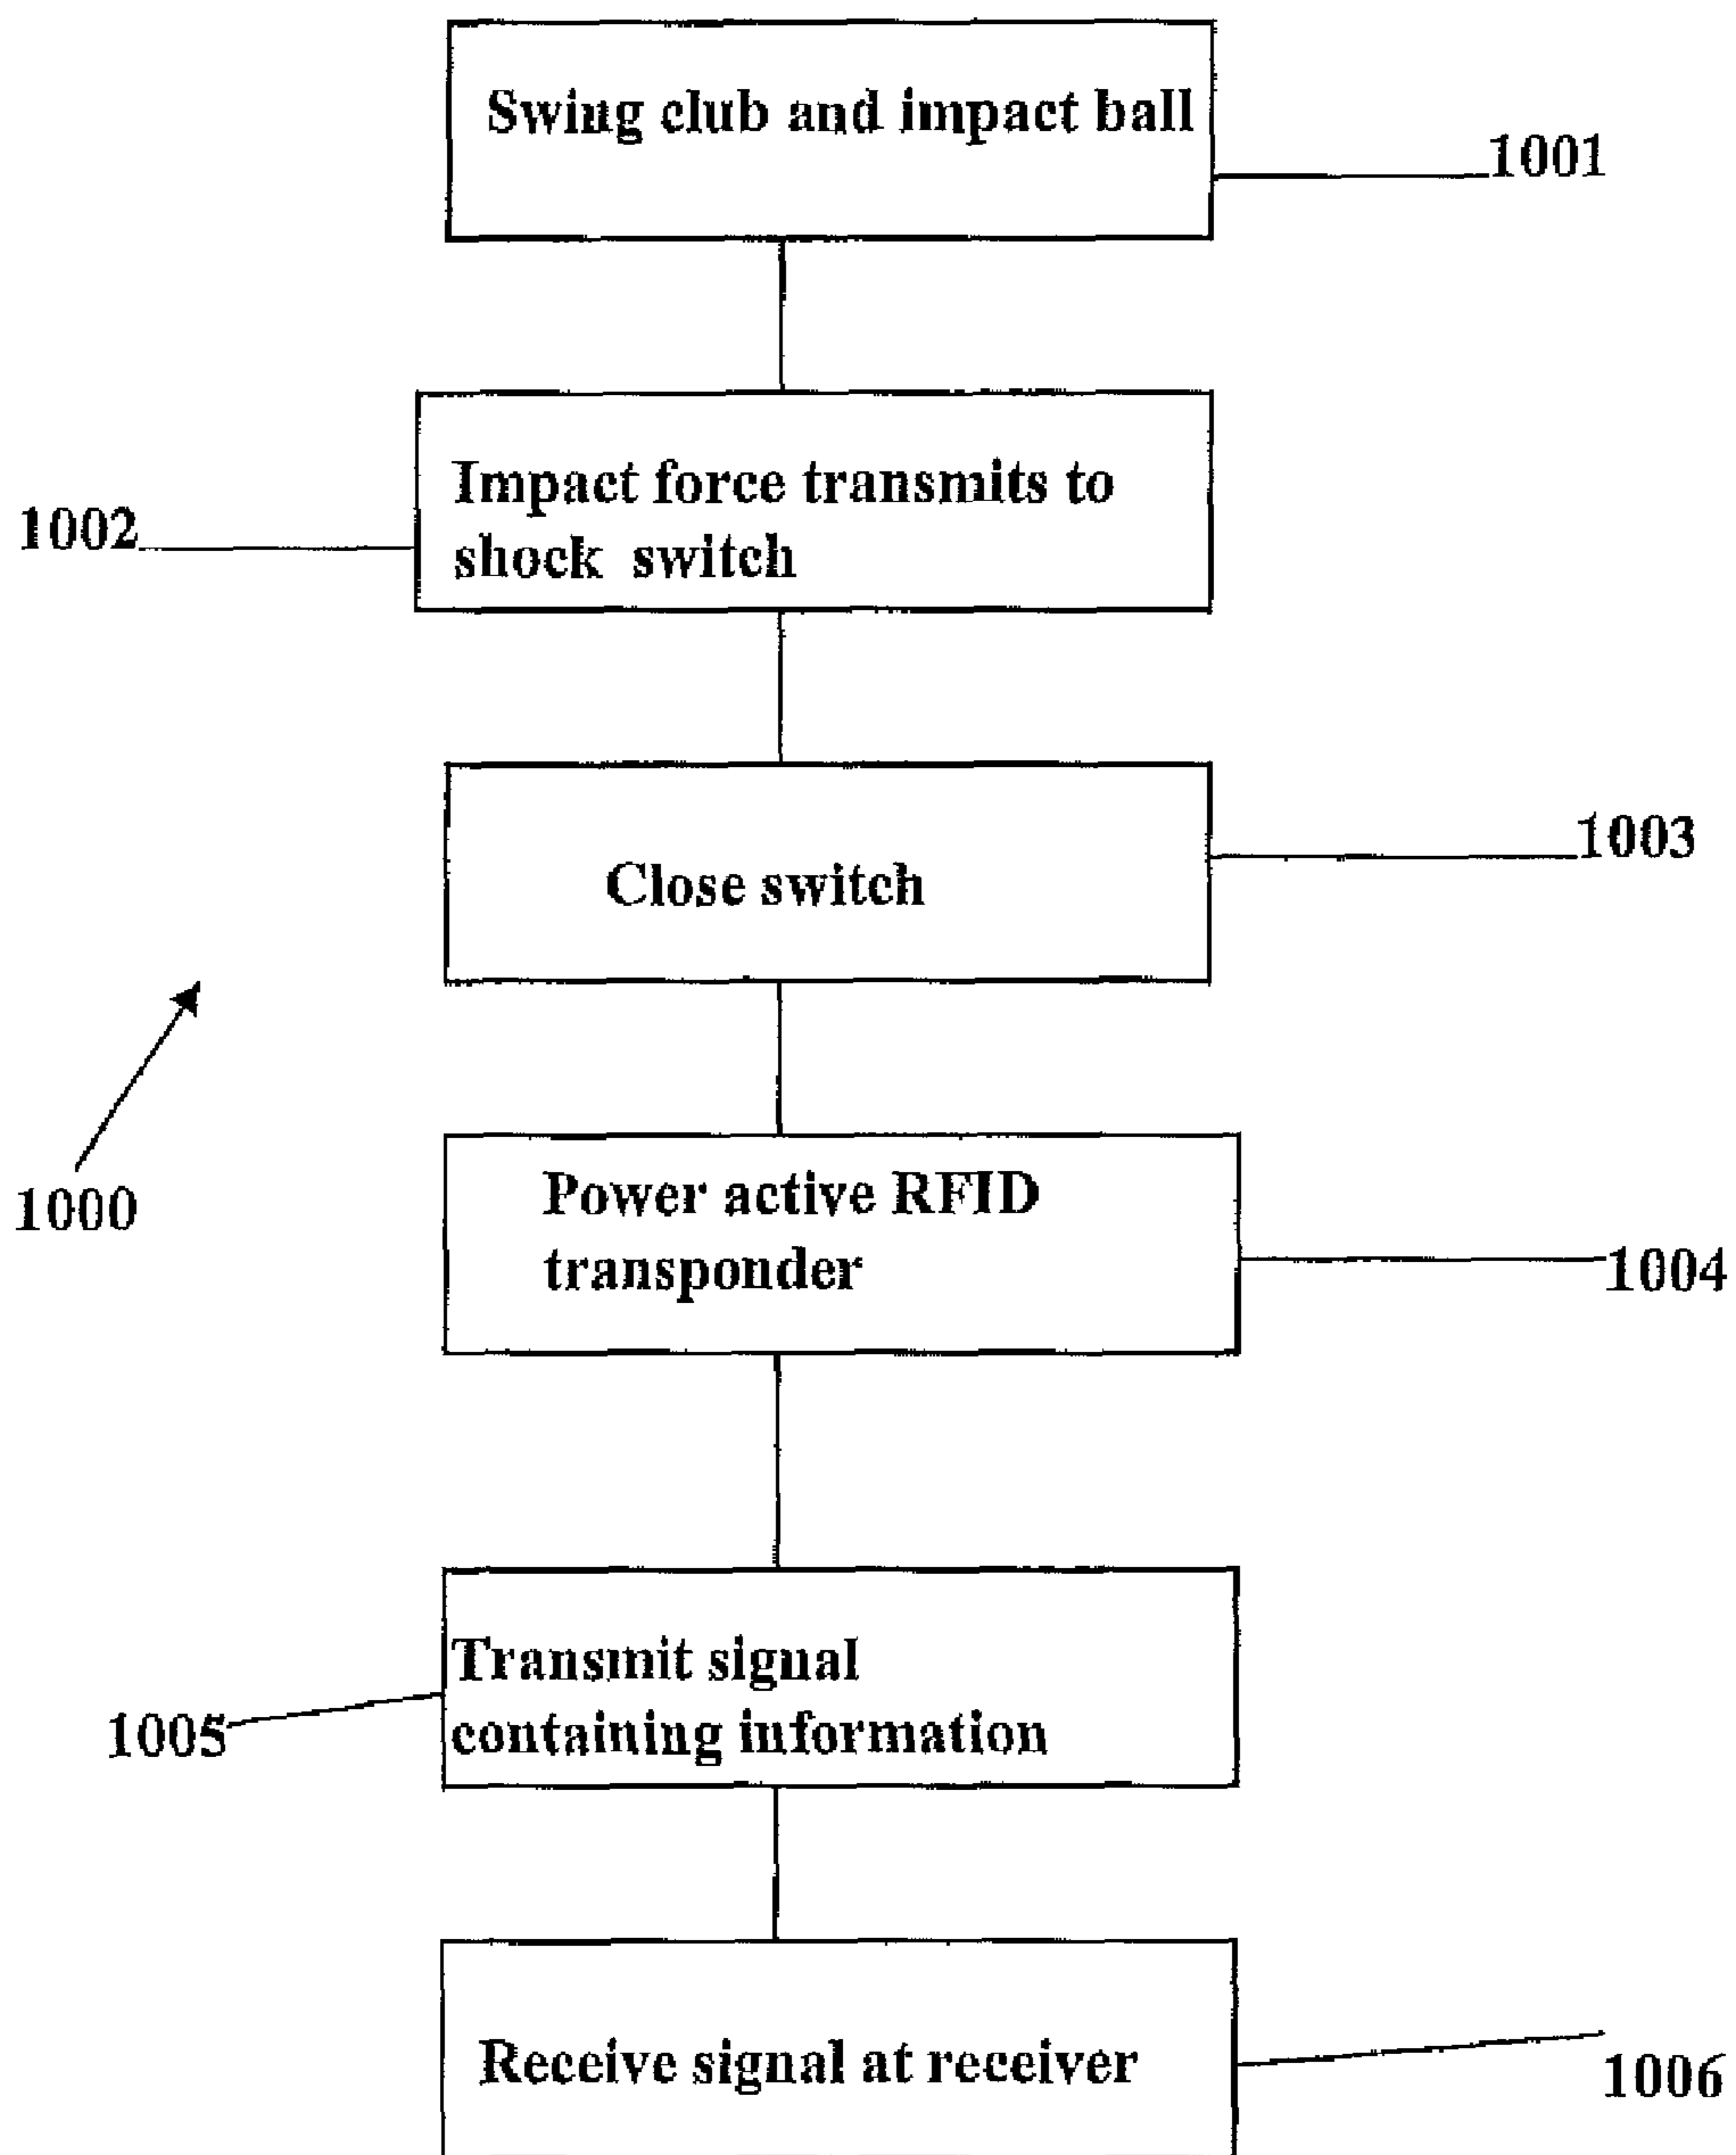 Swing club and impact ball
1001
Impact force transmits to
shock switch
1002
Close switch
1003
1000
Power active RFID
transponder
1004
Transmit signal
containing information
1005
Receive signal at receiver
1006